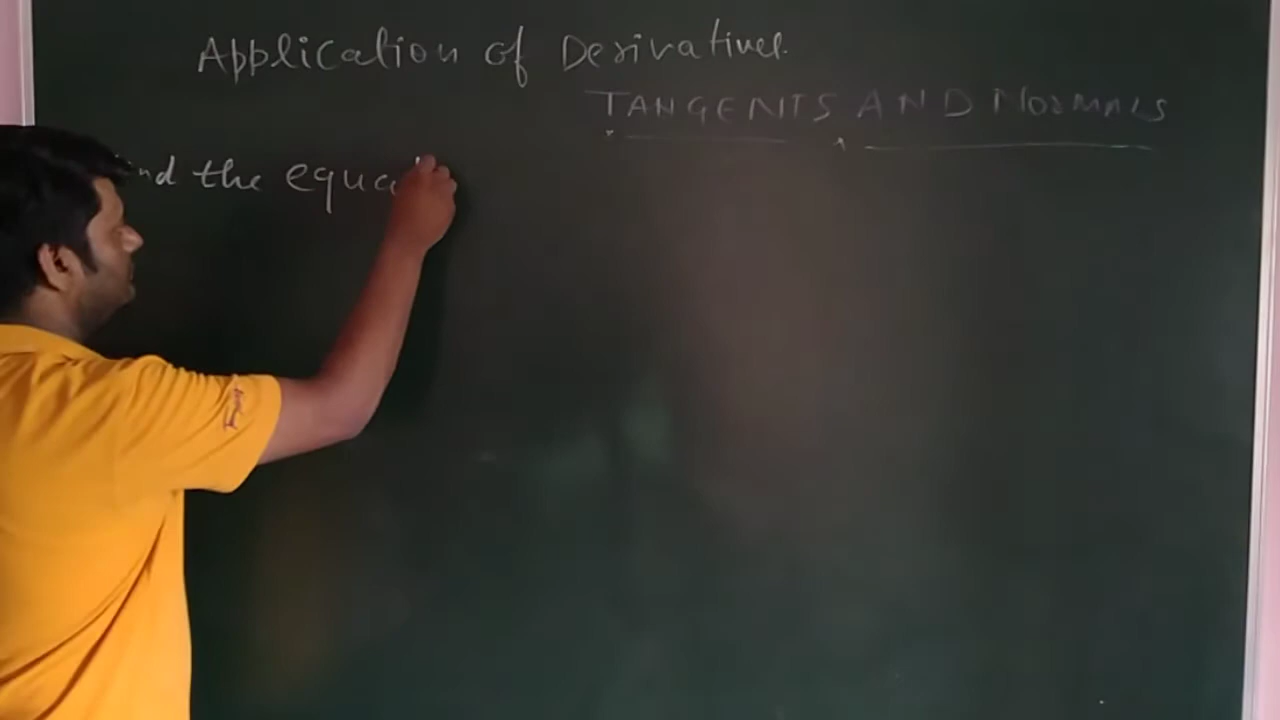 Application of Derivatives.
TANGENTS AND NORMALS
nd the equa